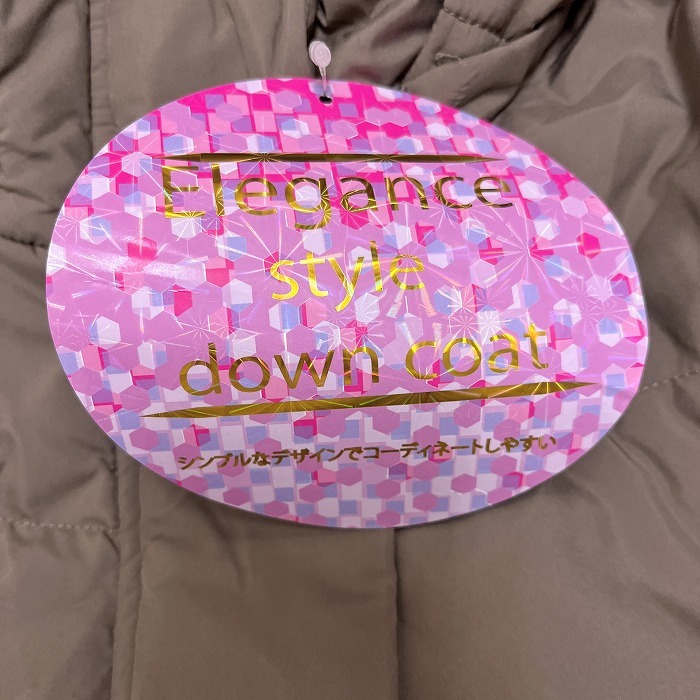 Elegance
style
down coat
シンプルなデザインでコーディネートしやすい